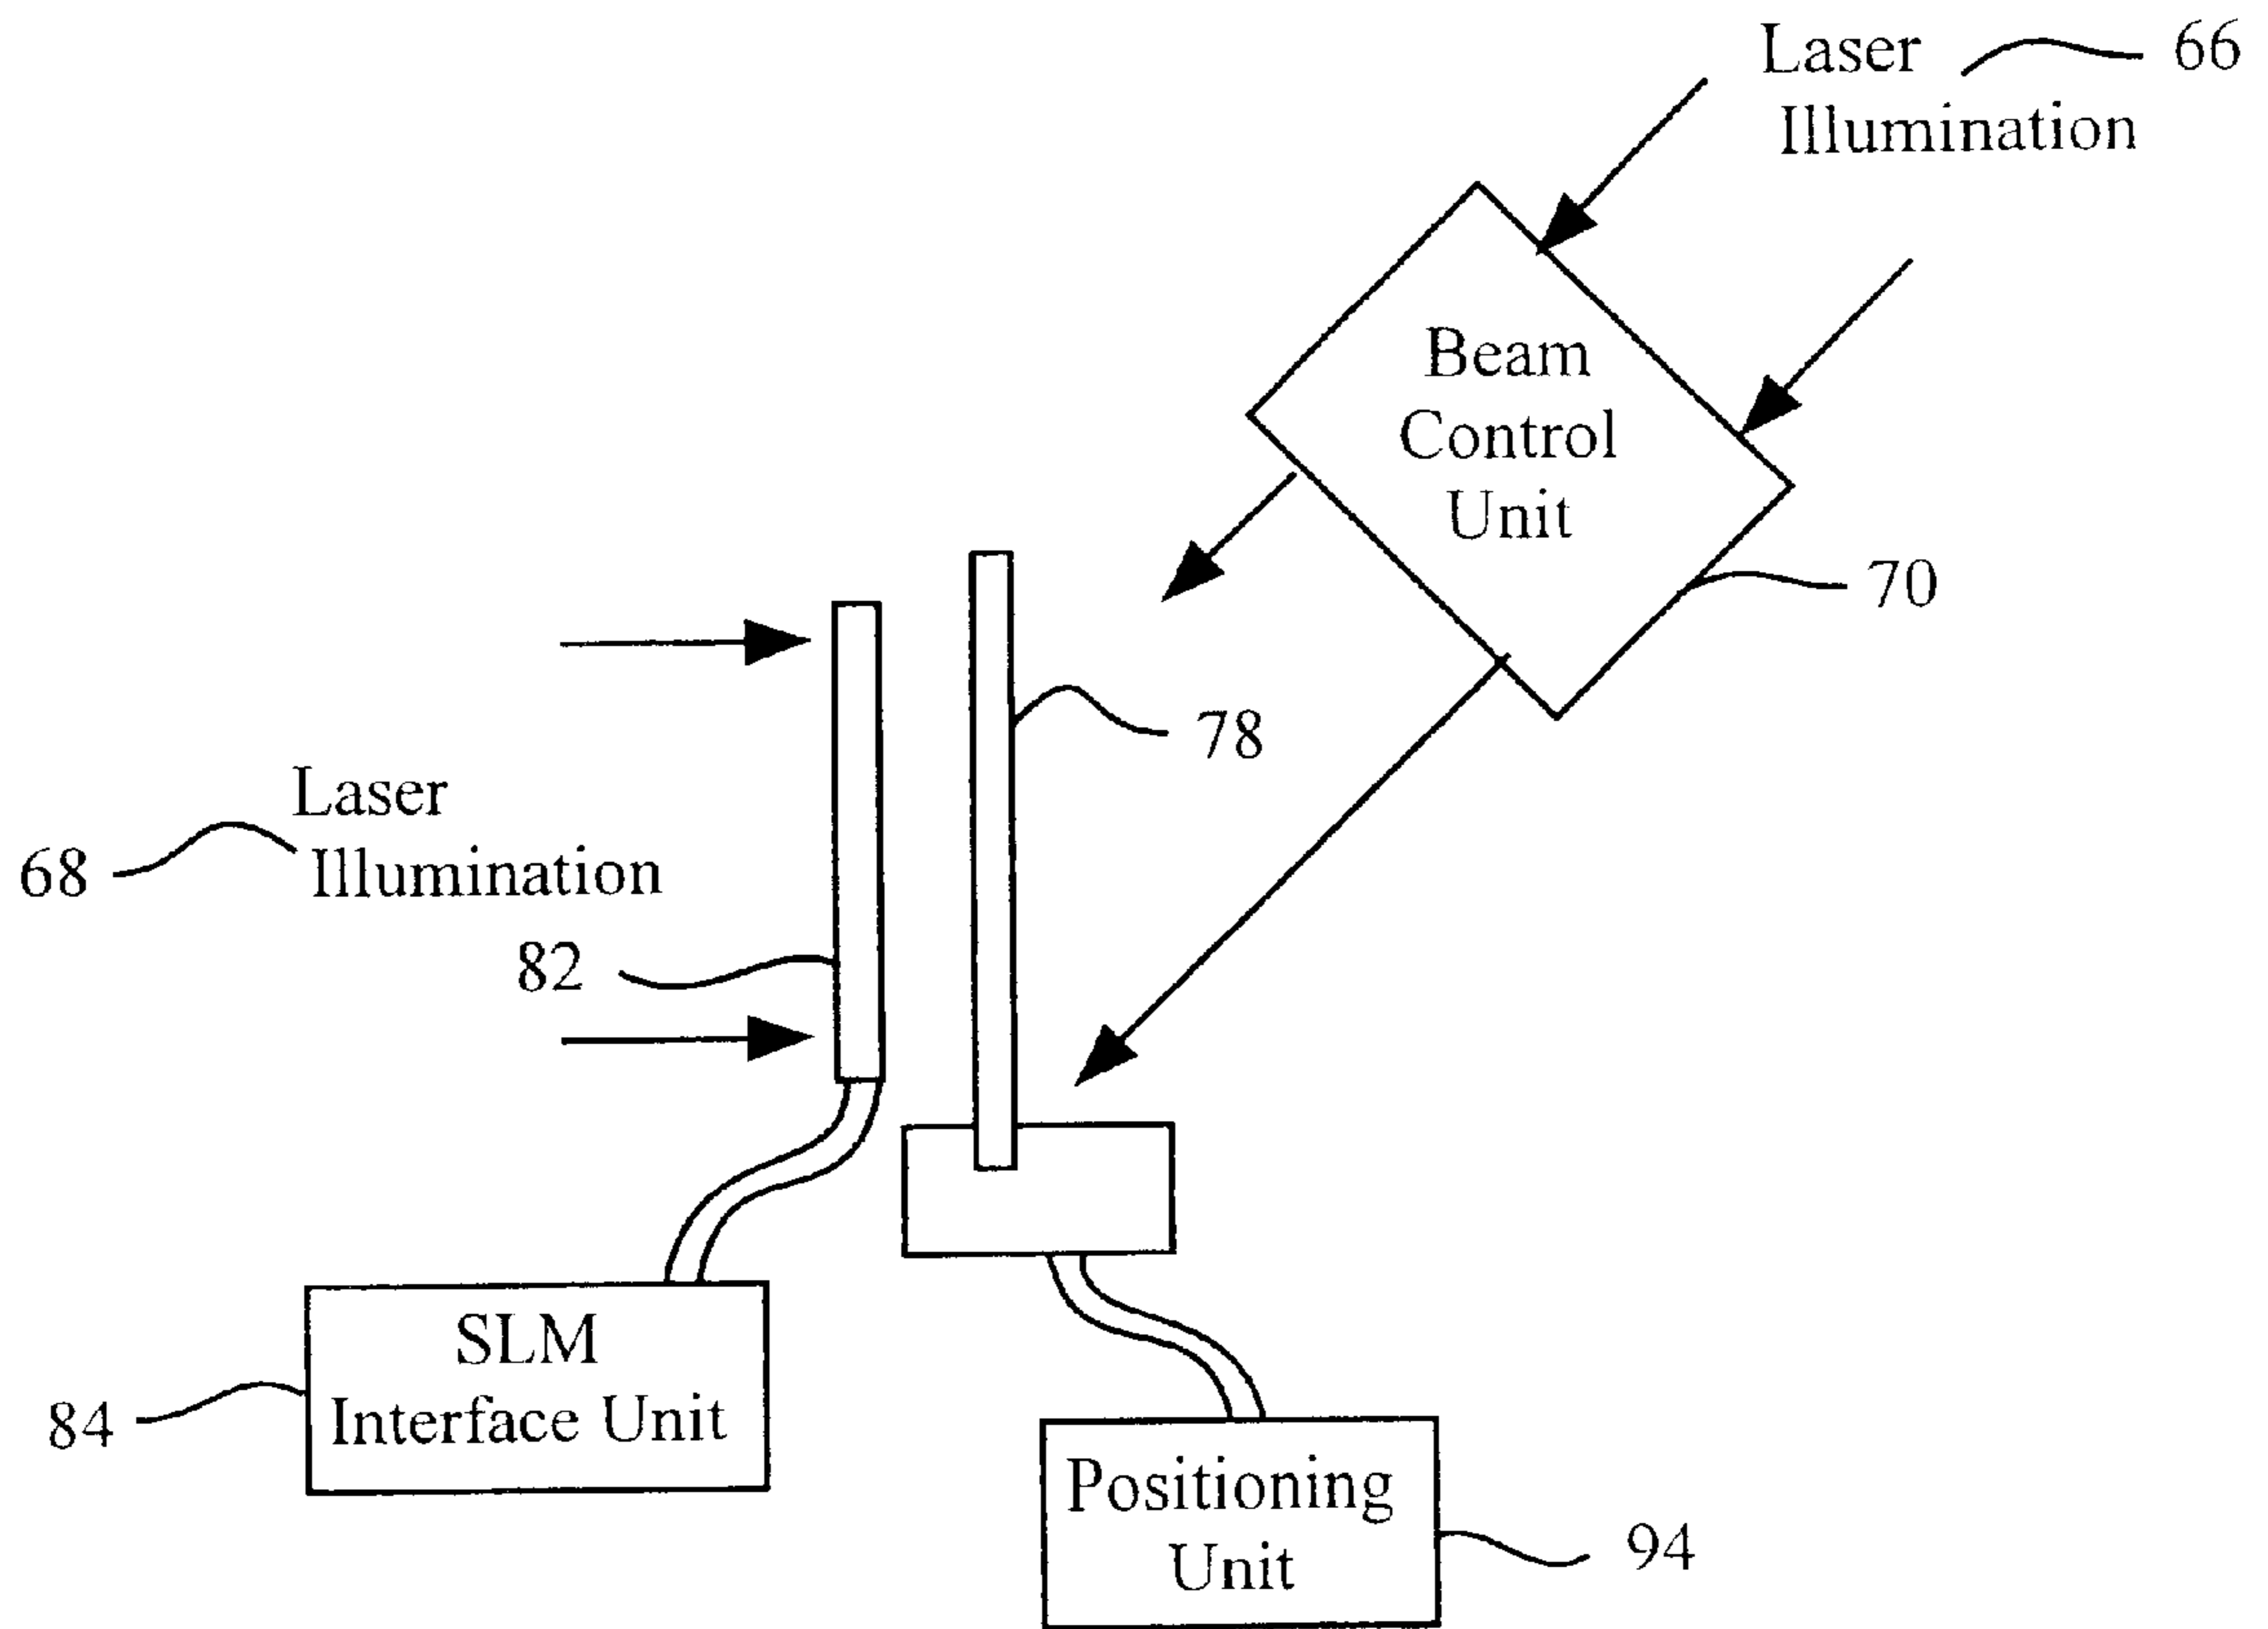 Laser
Illumination
66
Beam
Control
Unit
70
78
Laser
Illumination
68
82
SLM
Interface Unit
84
Positioning
Unit
94